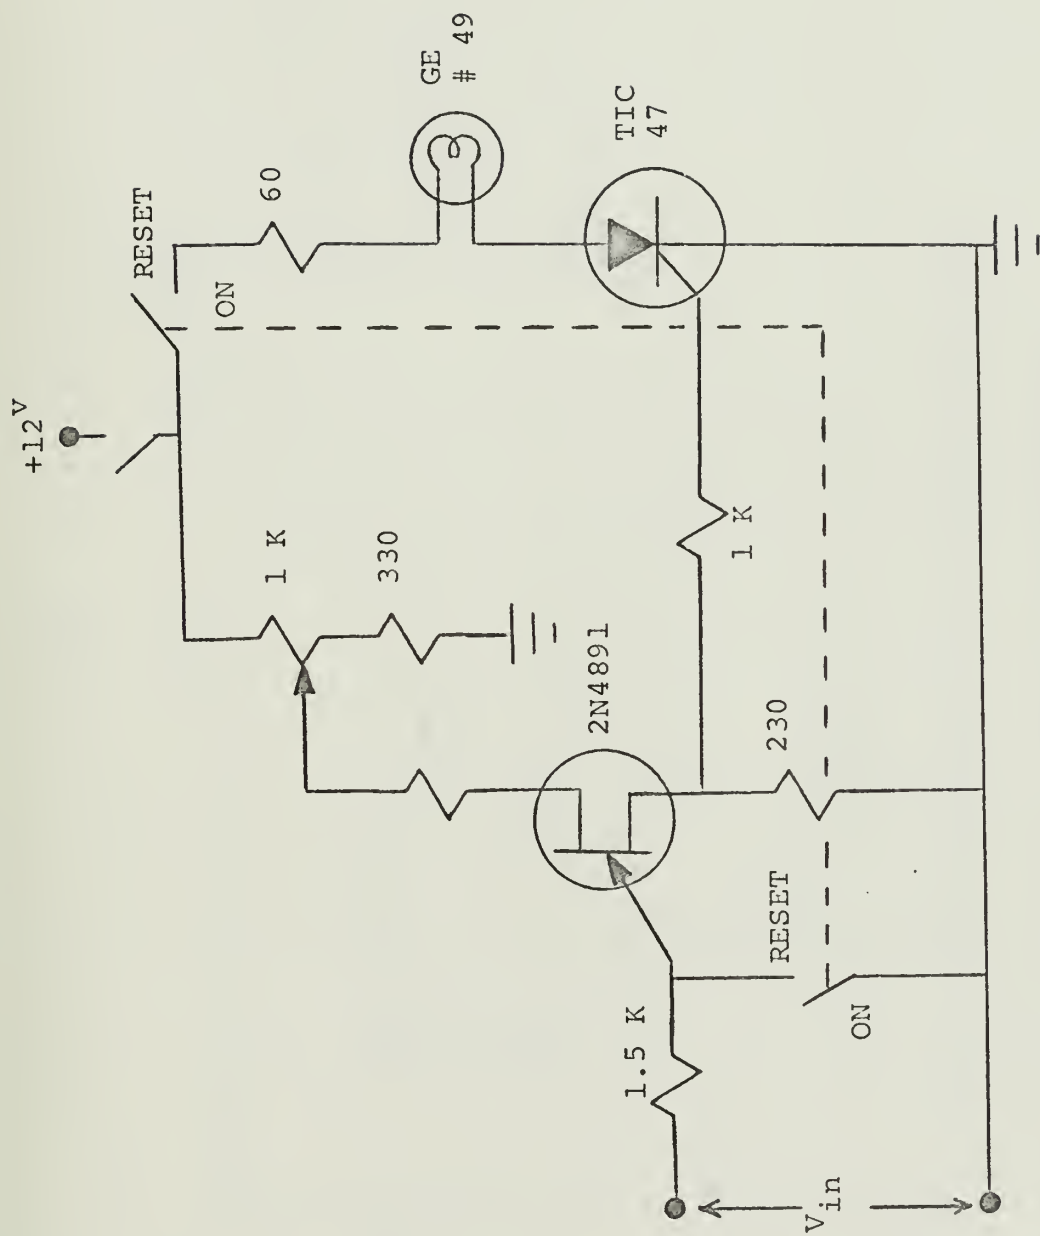 +12V
RESET
ON
60
GE
# 49
1 K
330
TIC
47
2N4891
1 K
230
1.5 K
RESET
ON
Vin